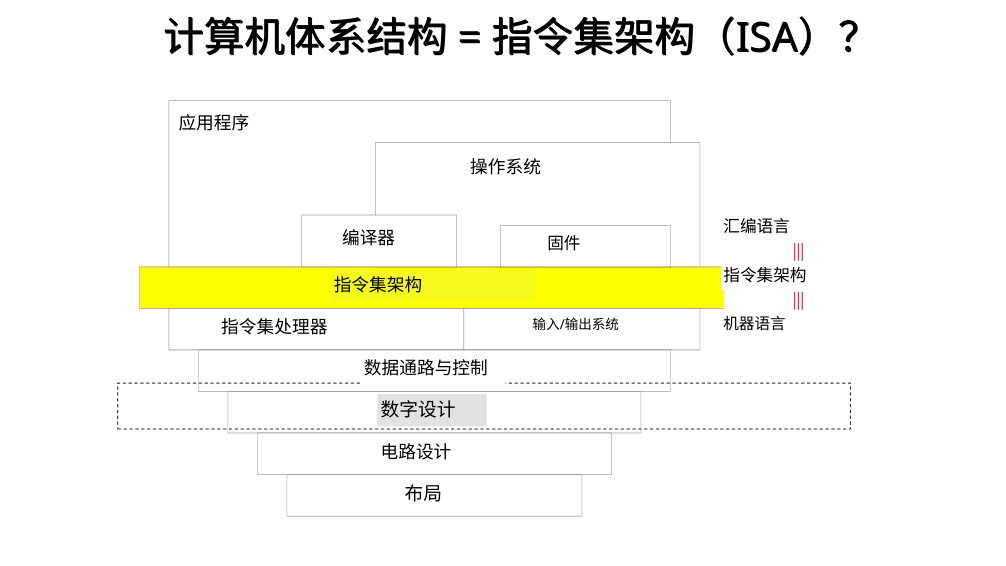 计算机体系结构 = 指令集架构（ISA）?
应用程序
操作系统
编译器
固件
汇编语言
指令集架构
指令集架构
指令集处理器
输入/输出系统
机器语言
数据通路与控制
数字设计
电路设计
布局